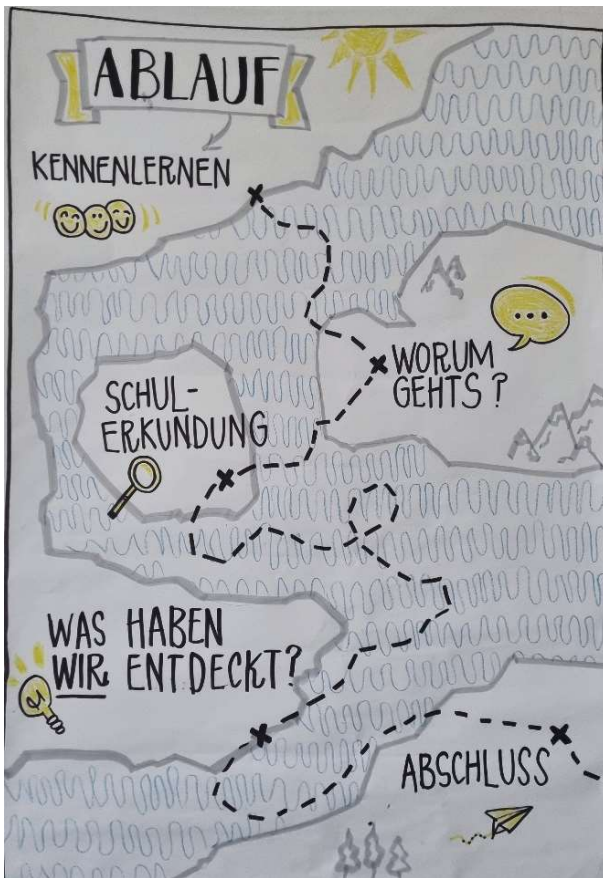 ABLAUF
KENNENLERNEN
WORUM
GEHTS?
SCHUL-
ERKUNDUNG
WAS HABEN
WIR ENTDECKT?
ABSCHLUSS